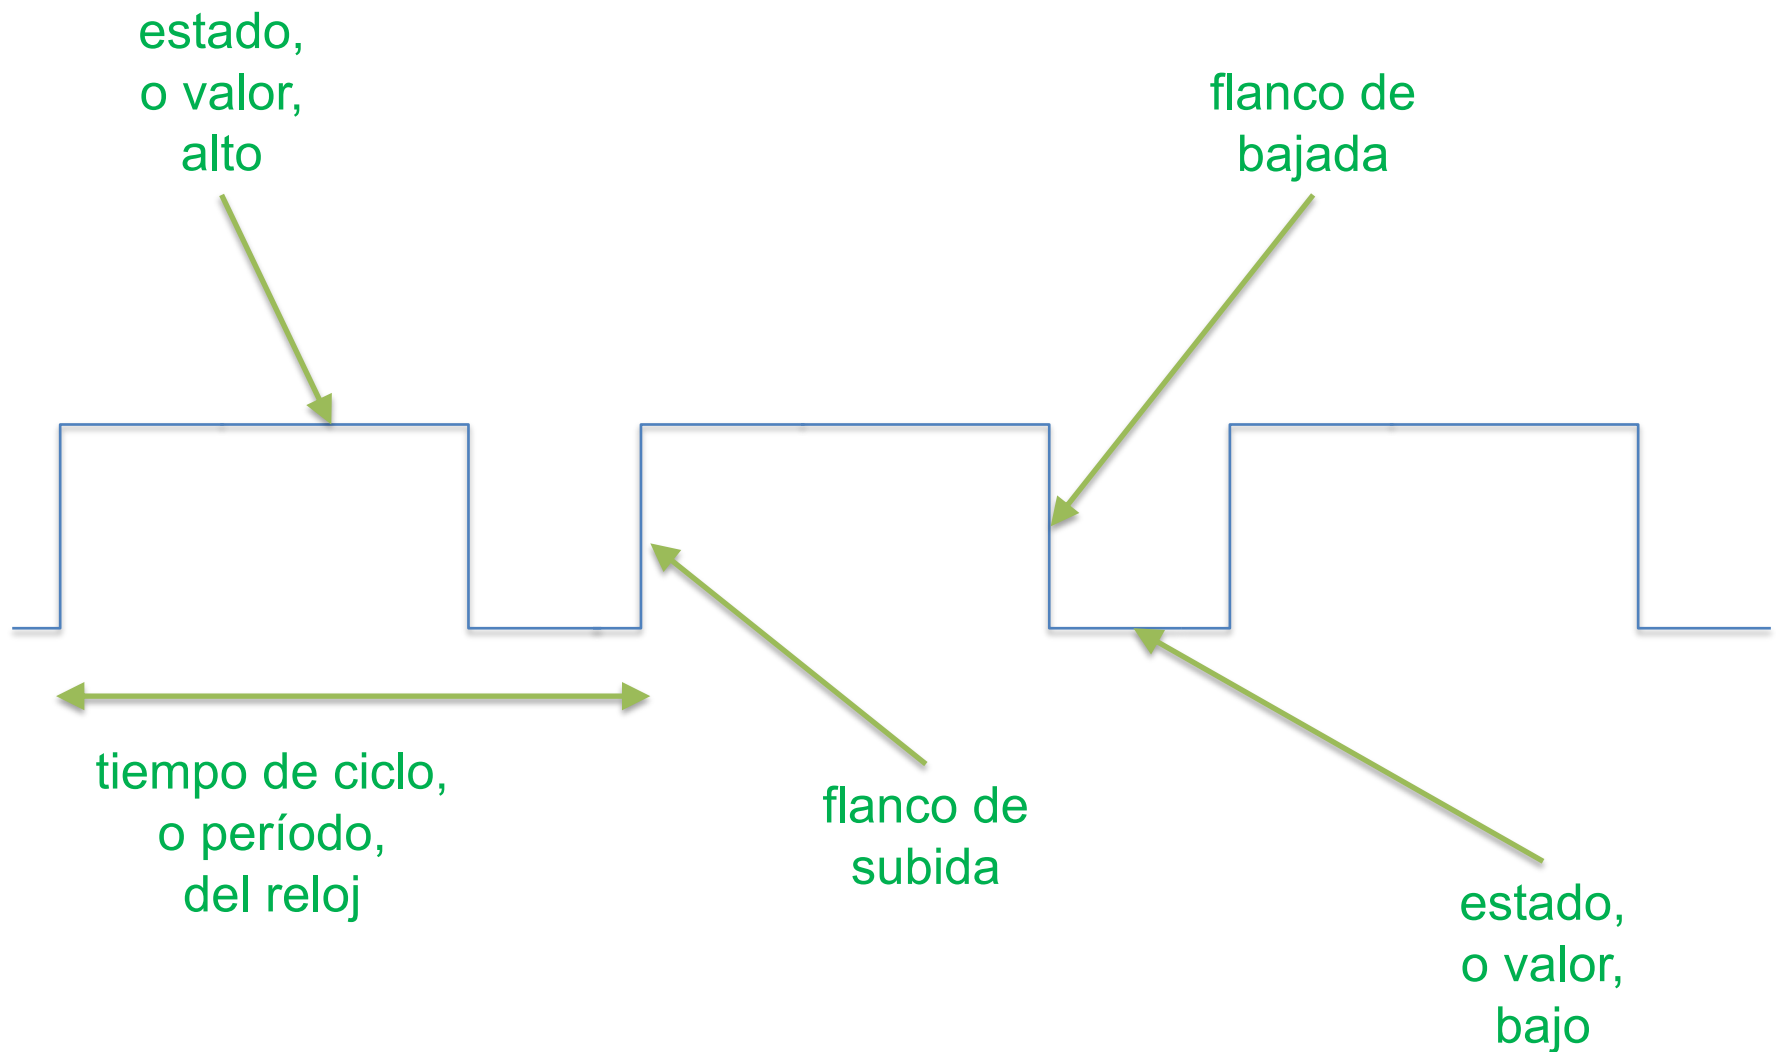 estado,
o valor,
alto
flanco de
bajada
tiempo de ciclo,
o período,
del reloj
flanco de
subida
estado,
o valor,
bajo